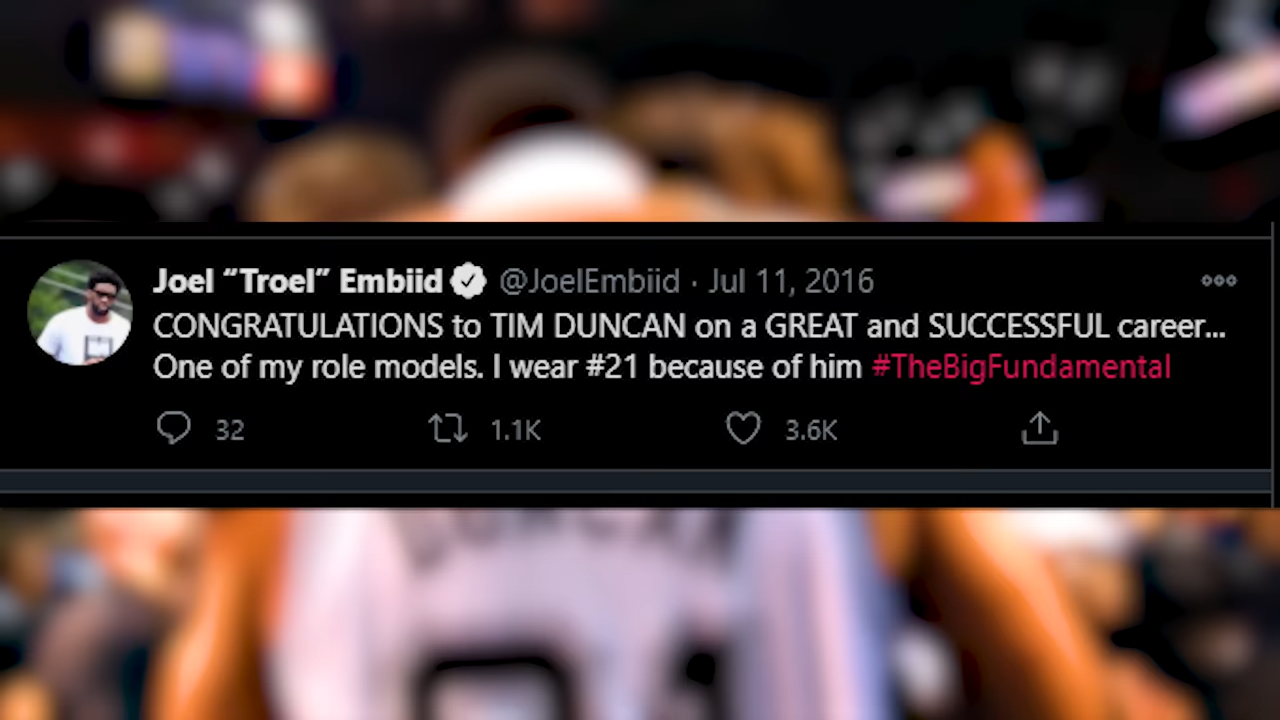 Joel “Troel” Embiid @JoelEmbiid · Jul 11, 2016
CONGRATULATIONS to TIM DUNCAN on a GREAT and SUCCESSFUL career...
One of my role models. I wear #21 because of him #TheBigFundamental
32 1.1K 3.6K